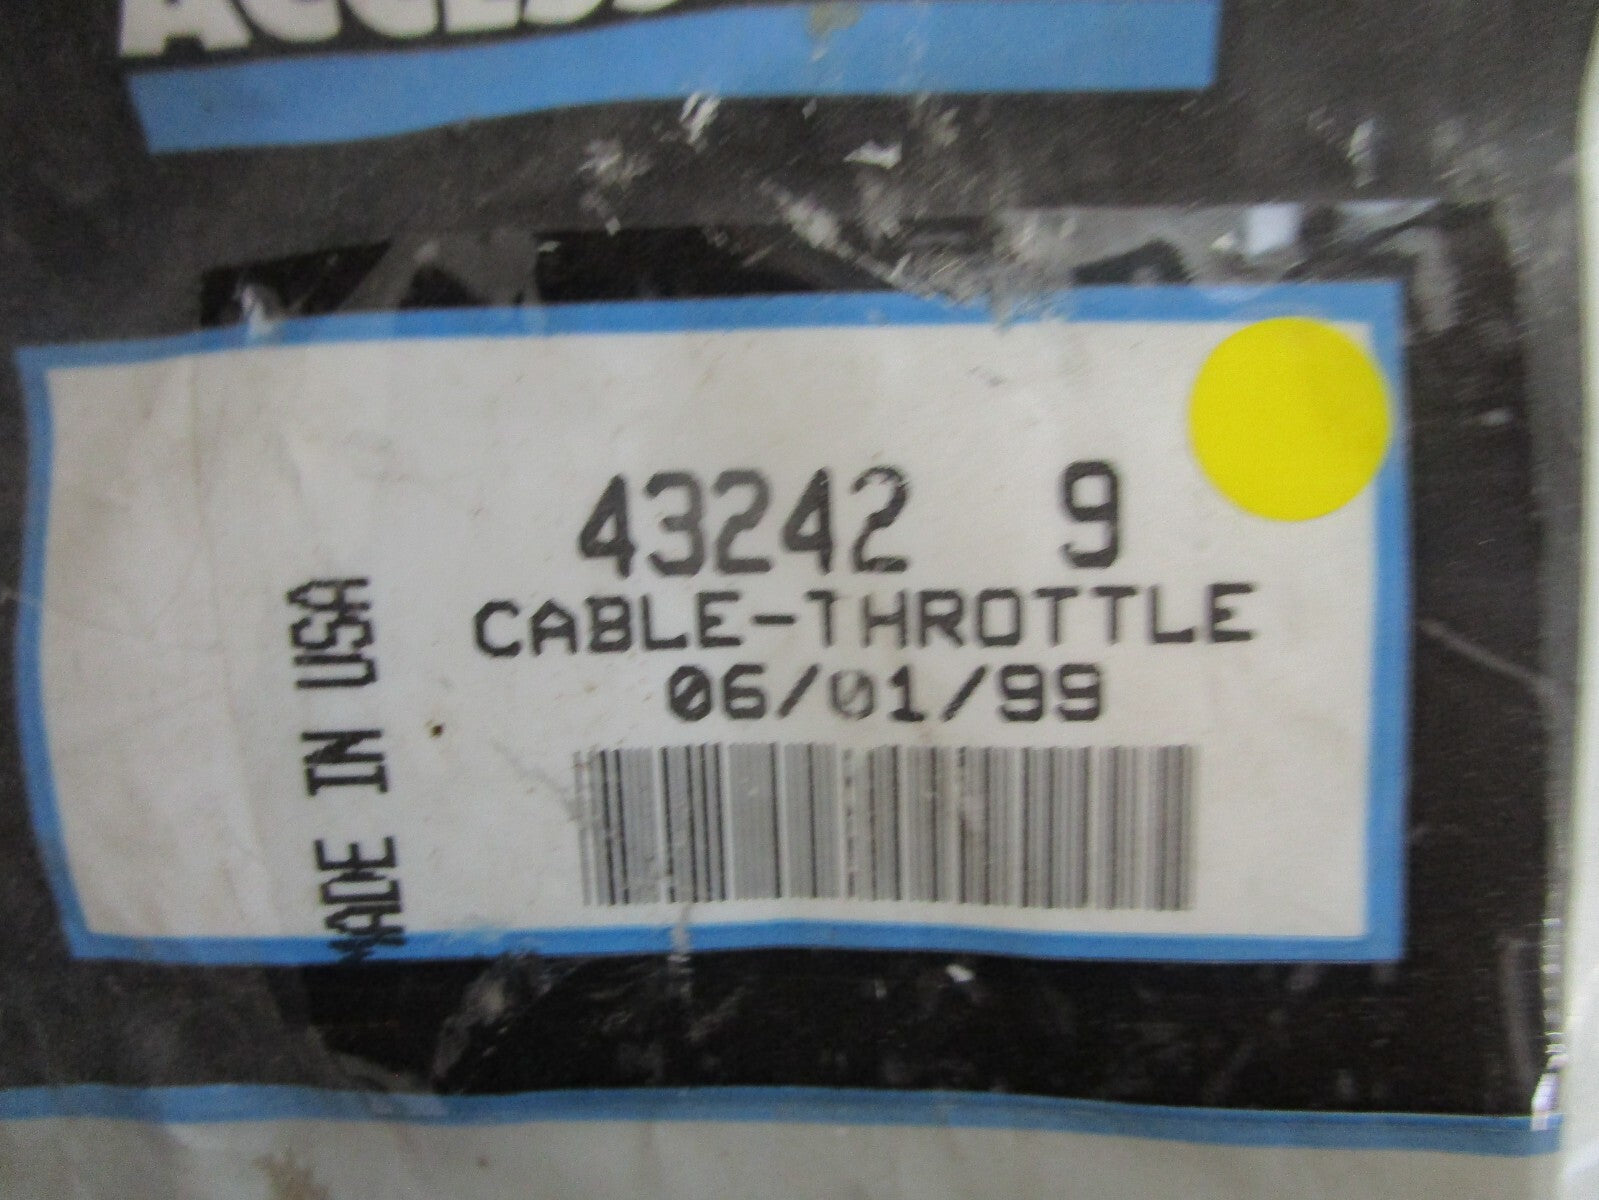 43242 9
CABLE-THROTTLE
06/01/99
MADE IN USA